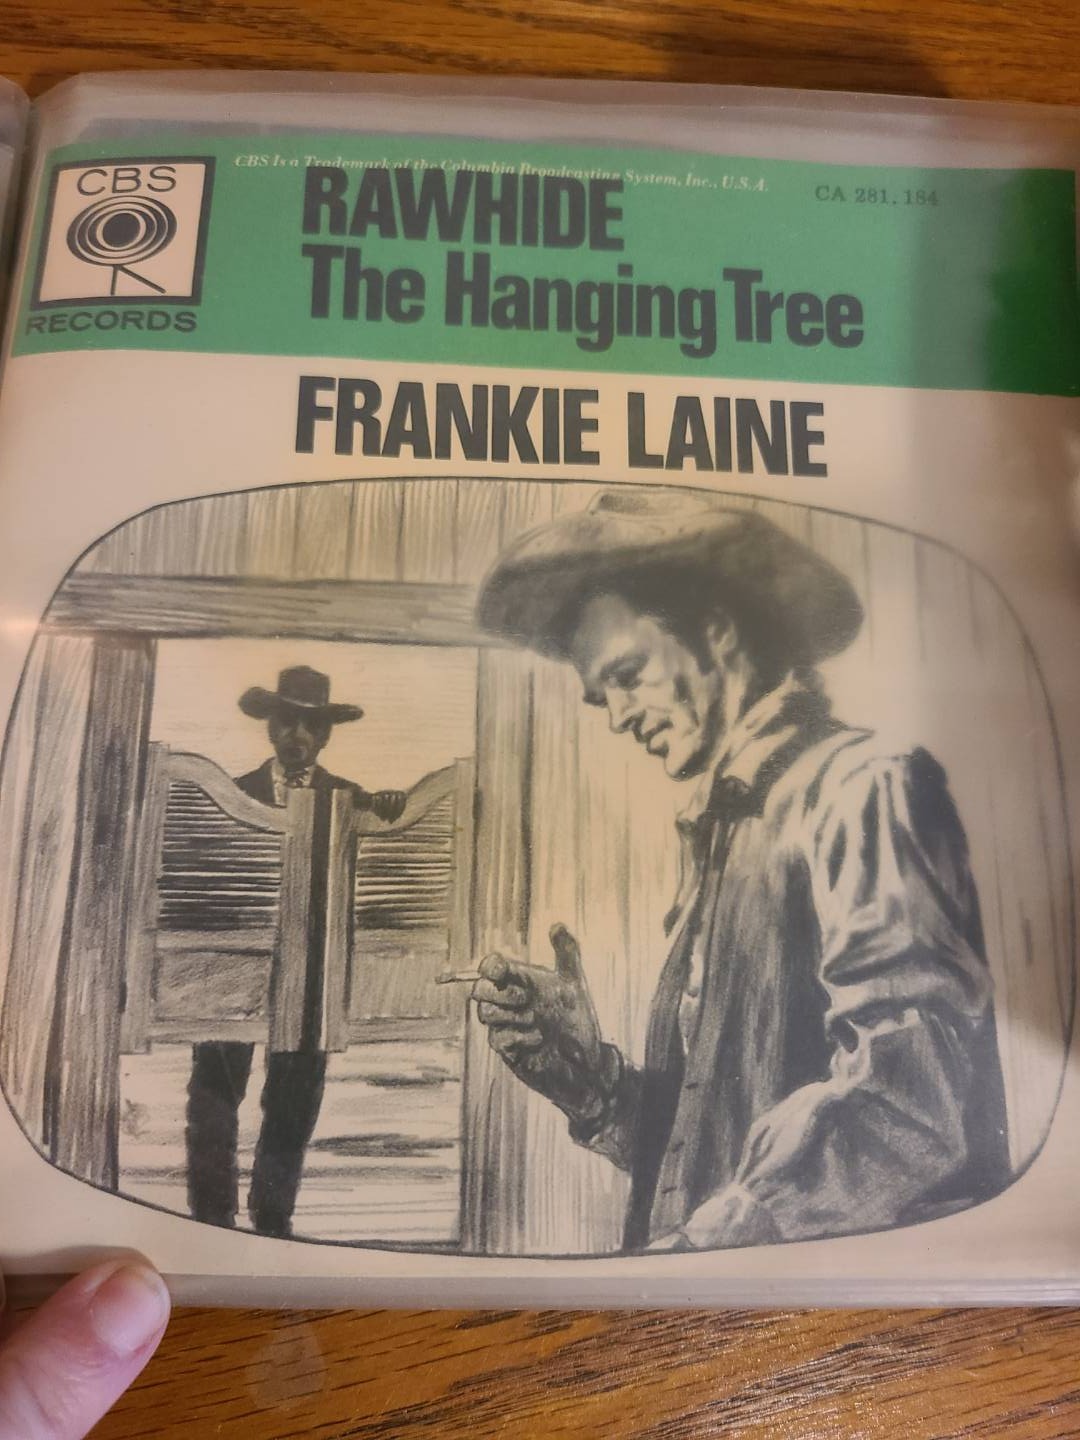 CBS Is a Trademark of the Columbia Broadcasting System, Inc., U.S.A.
CBS
RECORDS
CA 281.184
RAWHIDE
The Hanging Tree
FRANKIE LAINE